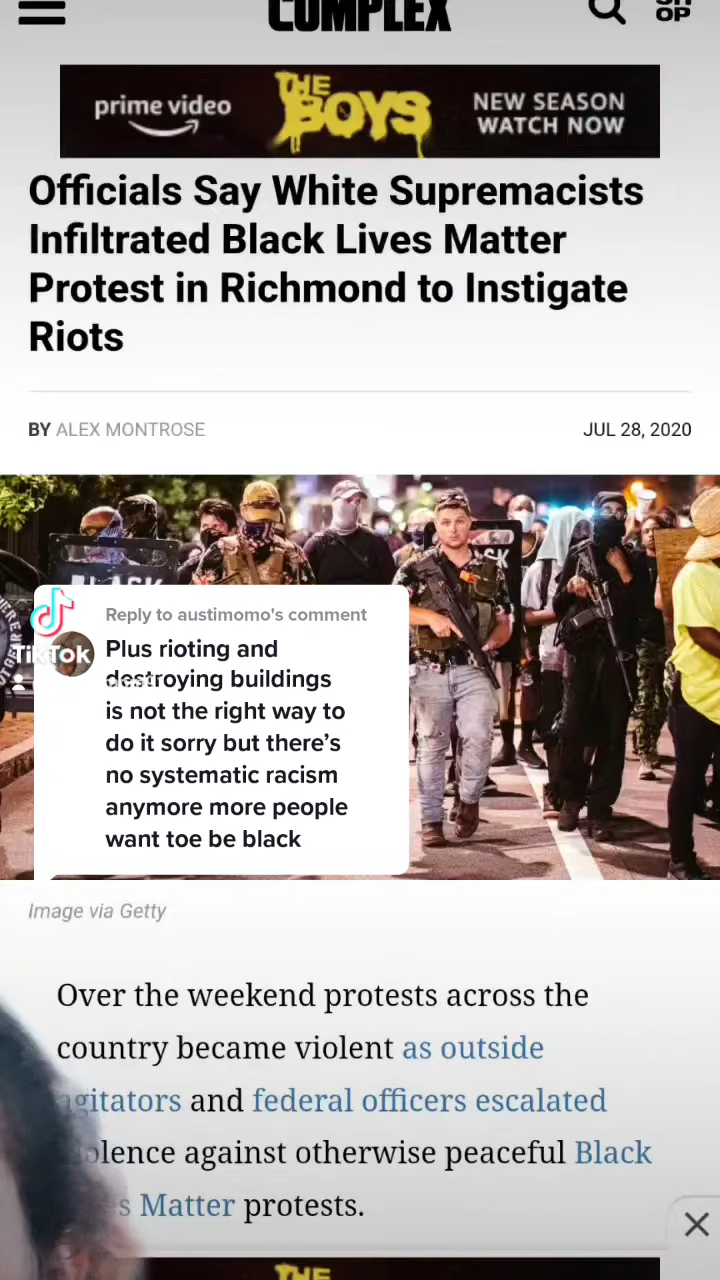 COMPLEX
OP
prime video
THE
BOYS
NEW SEASON
WATCH NOW
Officials Say White Supremacists
Infiltrated Black Lives Matter
Protest in Richmond to Instigate
Riots
BY ALEX MONTROSE
JUL 28, 2020
Reply to austimomo's comment
Plus rioting and
destroying buildings
is not the right way to
do it sorry but there's
no systematic racism
anymore more people
want toe be black
TikTok
Image via Getty
Over the weekend protests across the
country became violent as outside
agitators and federal officers escalated
violence against otherwise peaceful Black
Matter protests.
THE